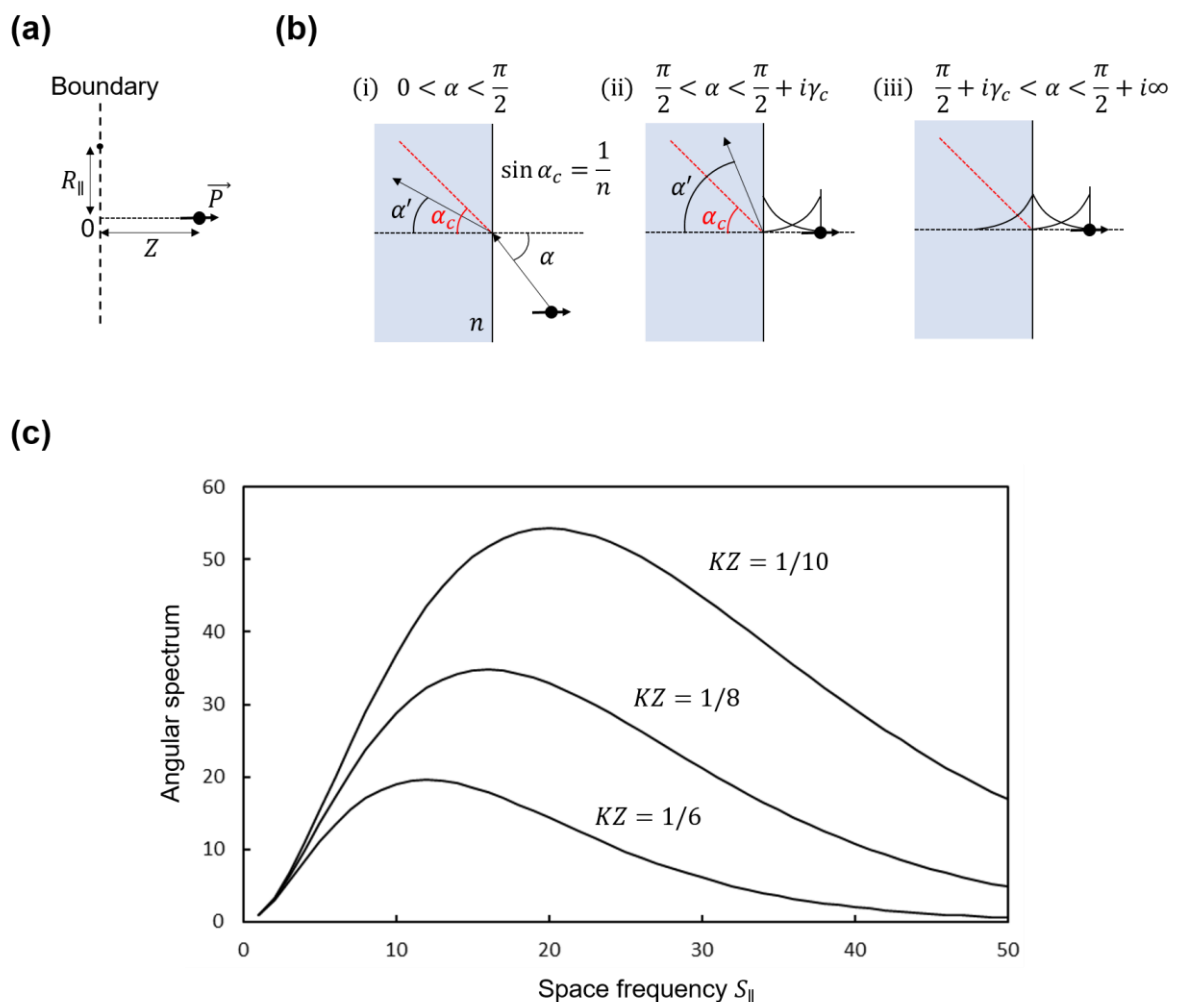 (a)
Boundary
R∥
P⃗
0
Z
(b)
(i) 0 < α < π/2
sin αc = 1/n
α′
αc
α
n
(ii) π/2 < α < π/2 + iγc
α′
αc
(iii) π/2 + iγc < α < π/2 + i∞
(c)
Angular spectrum
60
50
40
30
20
10
0
KZ = 1/10
KZ = 1/8
KZ = 1/6
0 10 20 30 40 50
Space frequency S∥